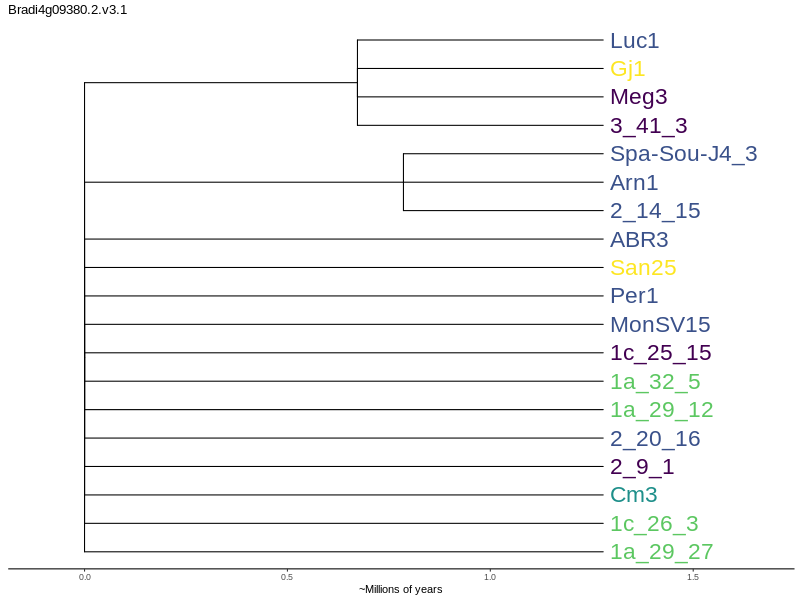 Bradi4g09380.2.v3.1
Luc1
Gj1
Meg3
3_41_3
Spa-Sou-J4_3
Arn1
2_14_15
ABR3
San25
Per1
MonSV15
1c_25_15
1a_32_5
1a_29_12
2_20_16
2_9_1
Cm3
1c_26_3
1a_29_27
0.0 0.5 1.0 1.5
~Millions of years